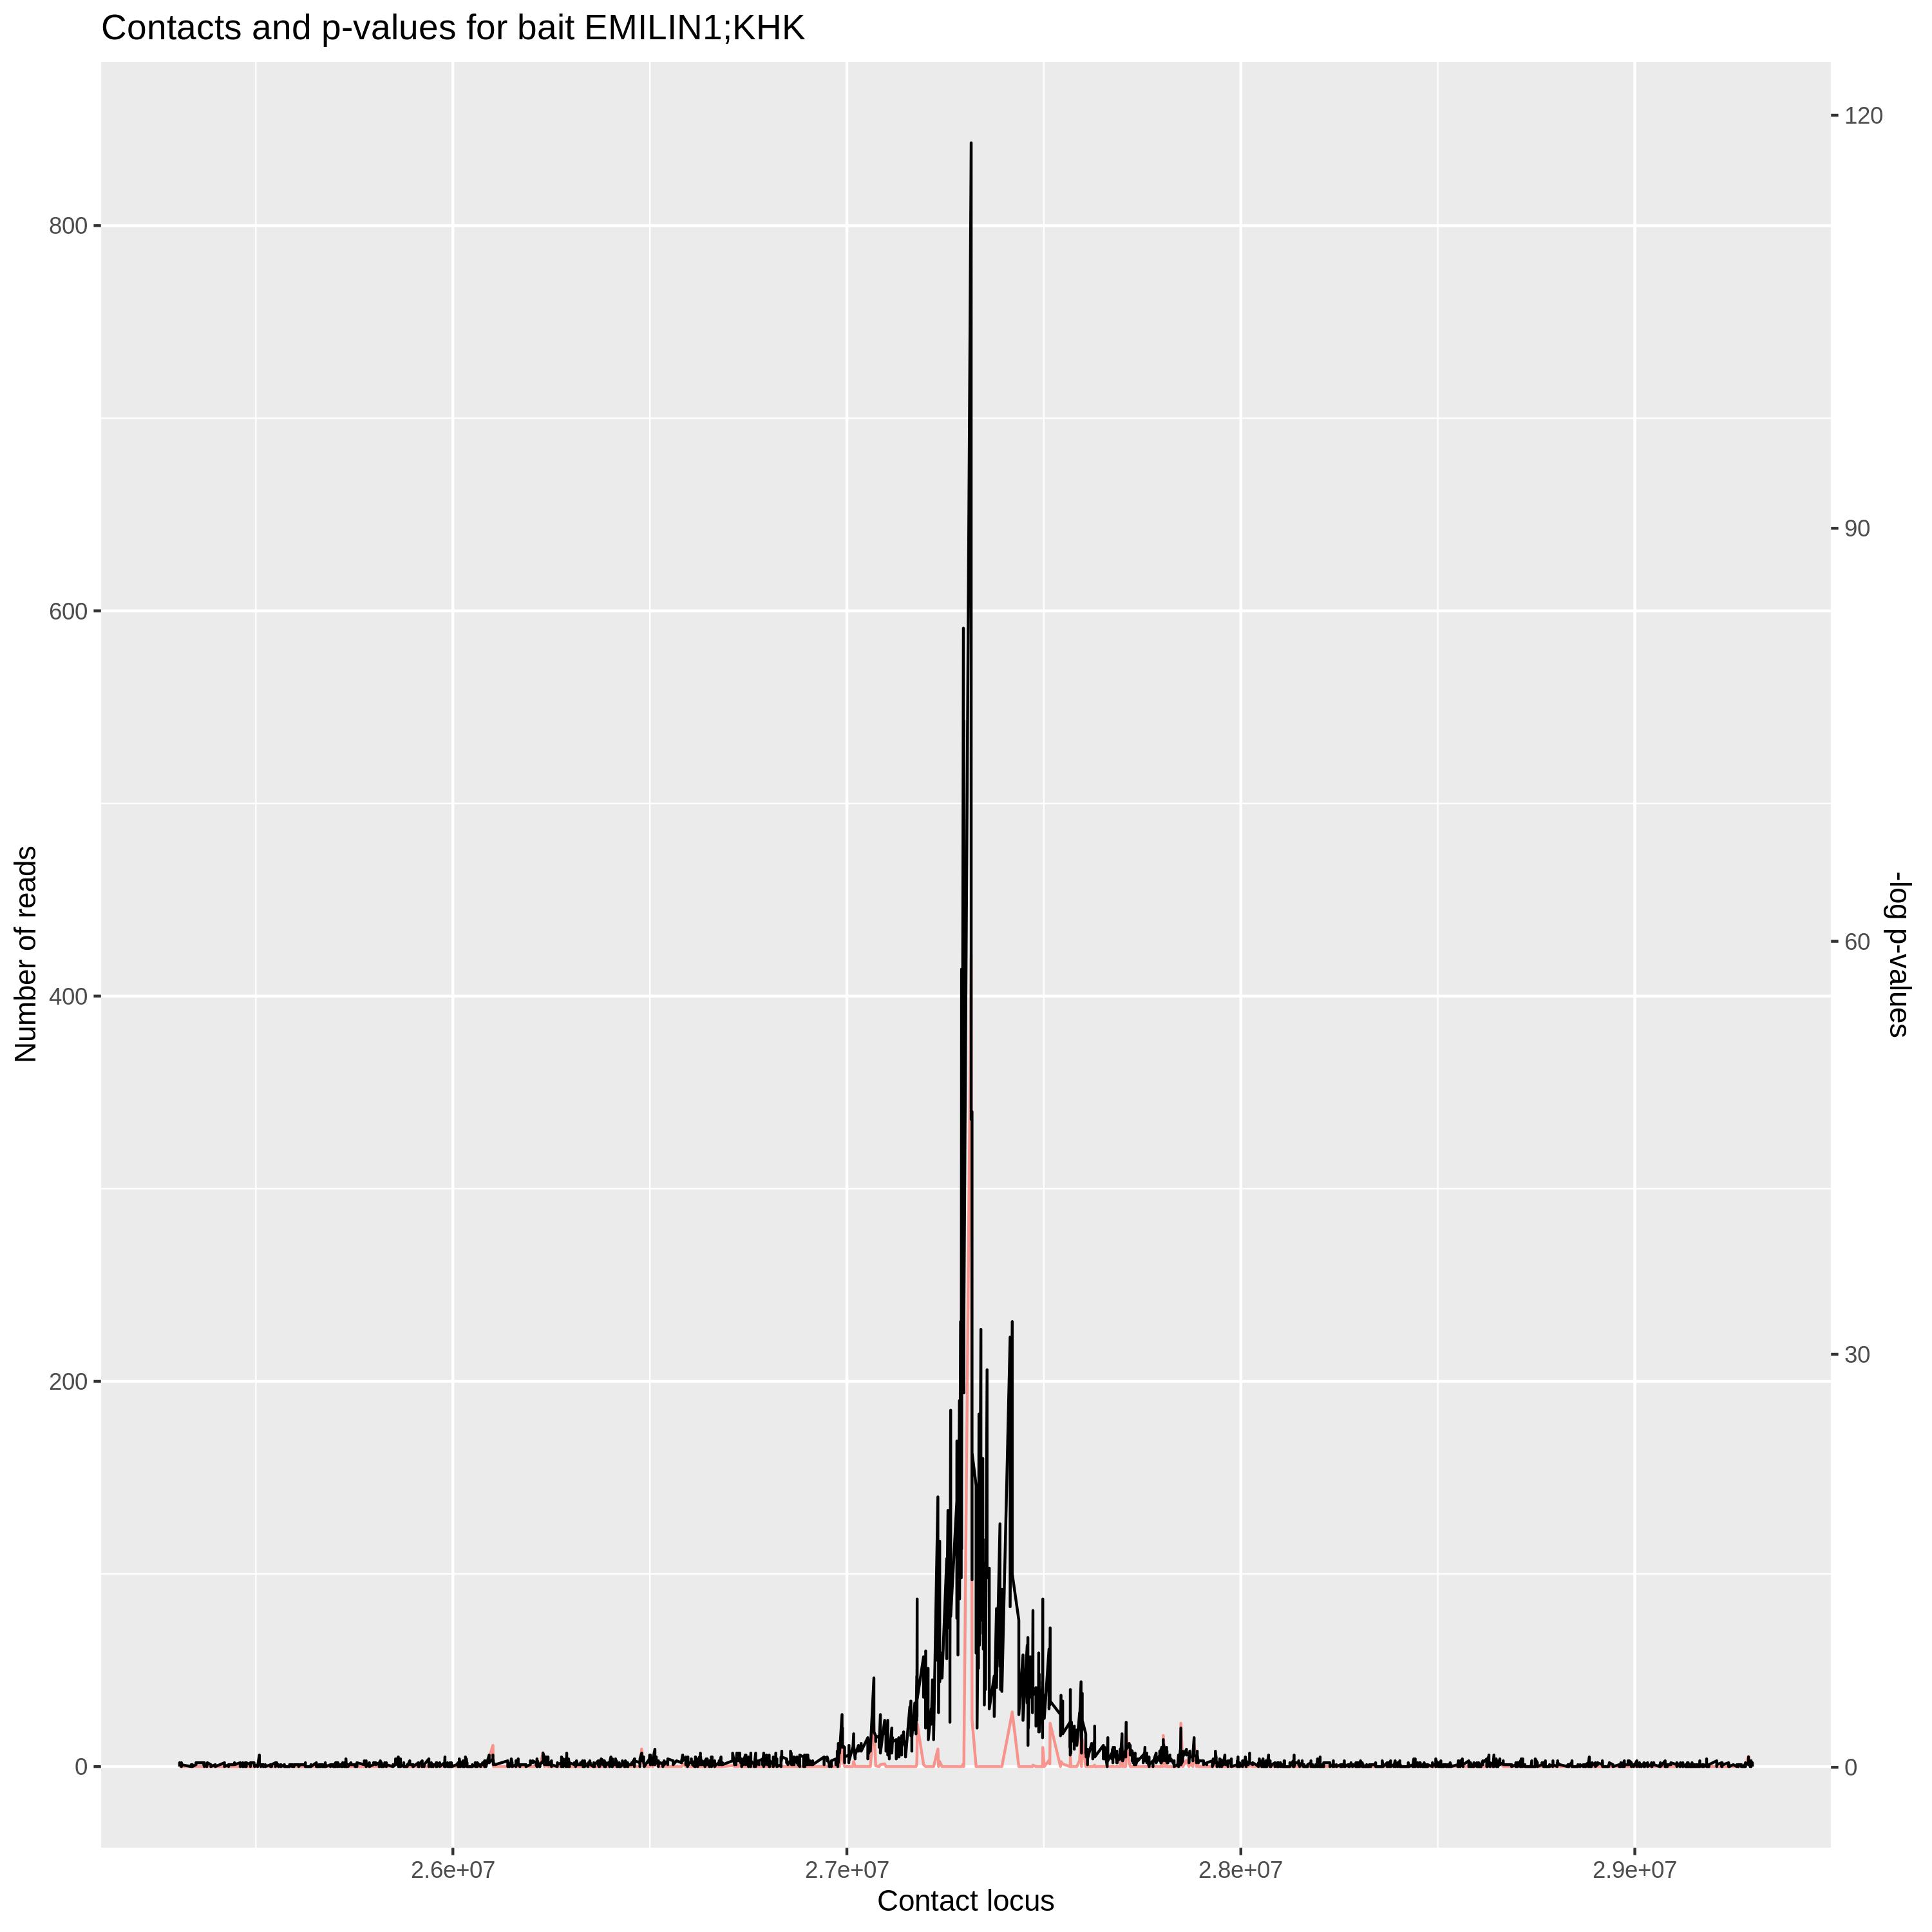 Contacts and p-values for bait EMILIN1;KHK
120
800
90
600
Number of reads
-log p-values
60
400
30
200
0
0
2.6e+07
2.7e+07
2.8e+07
2.9e+07
Contact locus